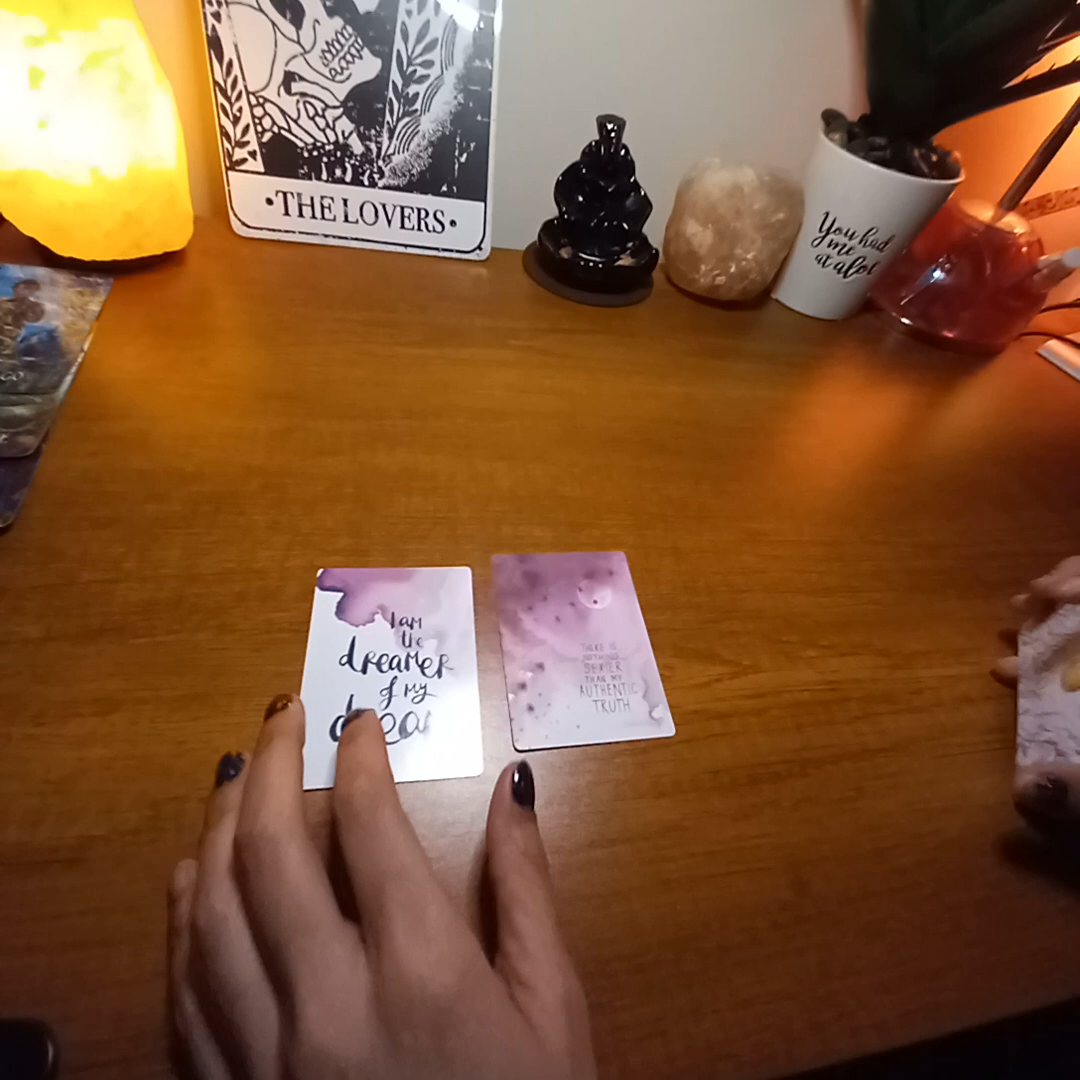 •THE LOVERS•
You had
me
at aloe
I AM
the
dreamer
of my
drea
THERE IS
NOTHING
SEXIER
THAN MY
AUTHENTIC
TRUTH